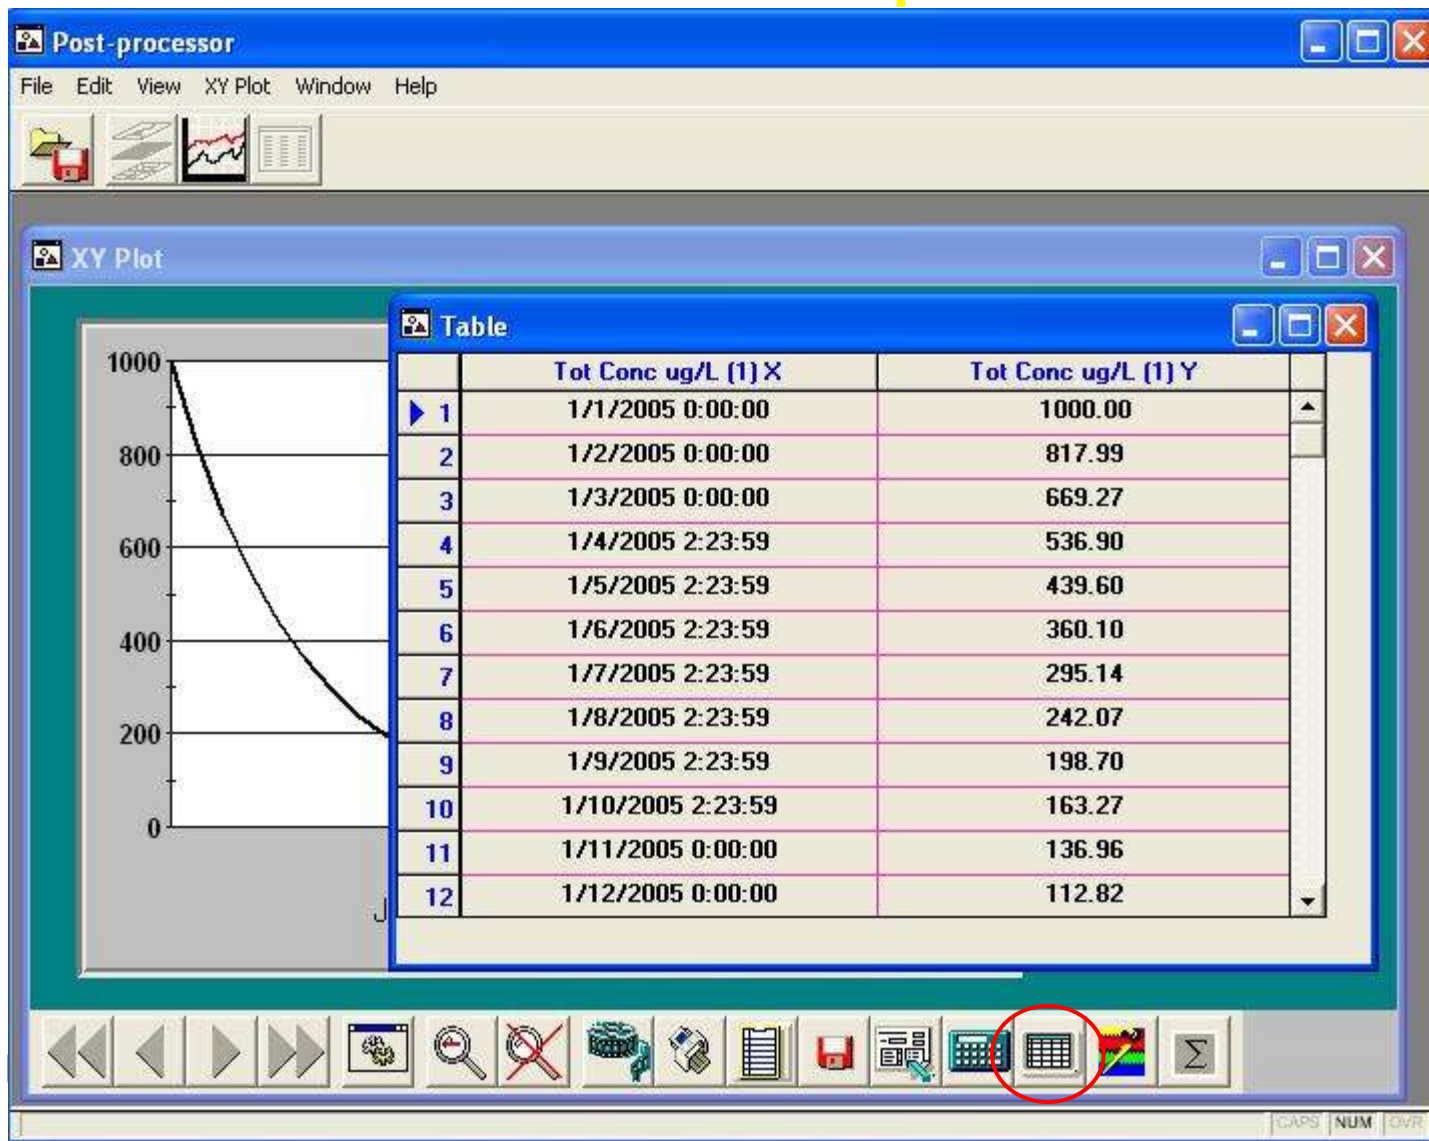 Post-processor
File Edit View XY Plot Window Help
XY Plot
Table
Tot Conc ug/L (1) X Tot Conc ug/L (1) Y
1 1/1/2005 0:00:00 1000.00
2 1/2/2005 0:00:00 817.99
3 1/3/2005 0:00:00 669.27
4 1/4/2005 2:23:59 536.90
5 1/5/2005 2:23:59 439.60
6 1/6/2005 2:23:59 360.10
7 1/7/2005 2:23:59 295.14
8 1/8/2005 2:23:59 242.07
9 1/9/2005 2:23:59 198.70
10 1/10/2005 2:23:59 163.27
11 1/11/2005 0:00:00 136.96
12 1/12/2005 0:00:00 112.82
1000
800
600
400
200
0
J
Σ
CAPS NUM OVR